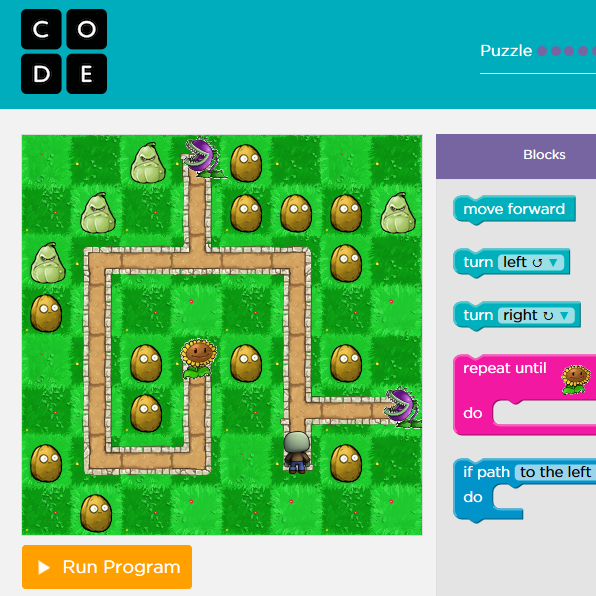 C O
D E
Puzzle
Blocks
move forward
turn left ↺ ▼
turn right ↻ ▼
repeat until
do
if path to the left
do
Run Program